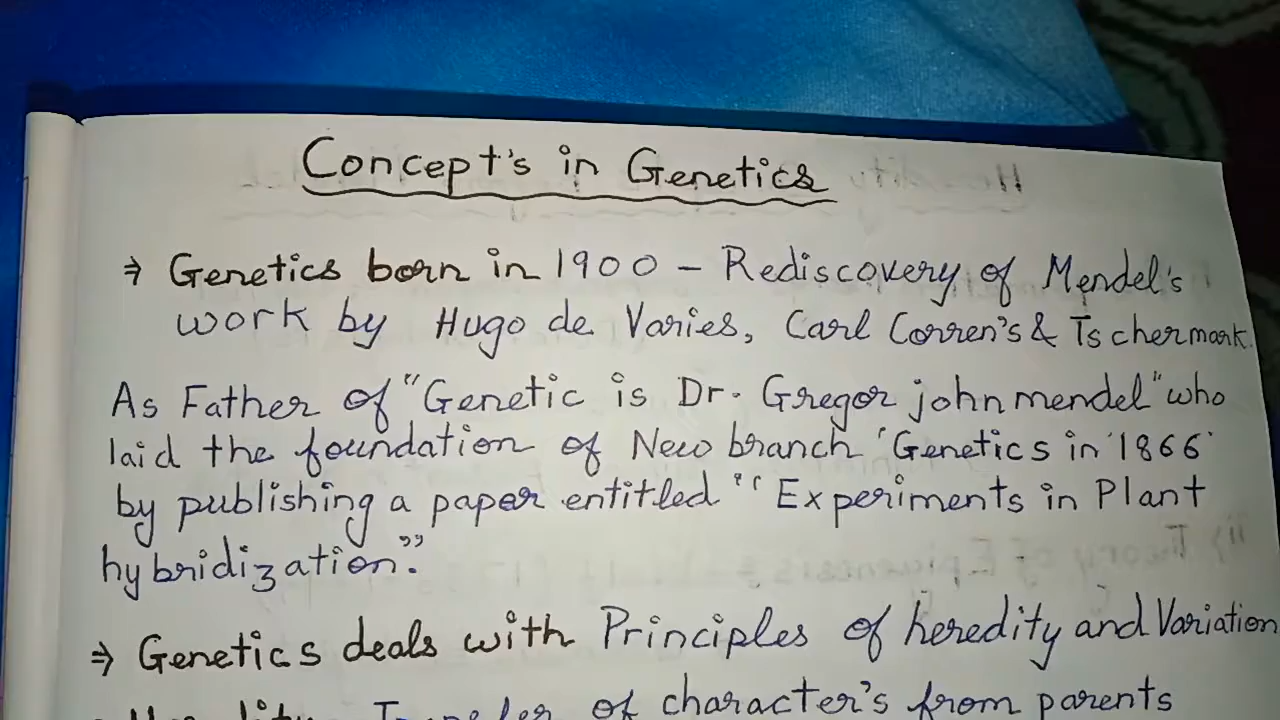 Concept's in Genetics
⇒ Genetics born in 1900 – Rediscovery of Mendel's
work by Hugo de Varies, Carl Corren's & Tschermark.
As Father of "Genetic is Dr. Gregor john mendel" who
laid the foundation of New branch 'Genetics in '1866'
by publishing a paper entitled "Experiments in Plant
hybridization."
⇒ Genetics deals with Principles of heredity and Variation
of character's from parents